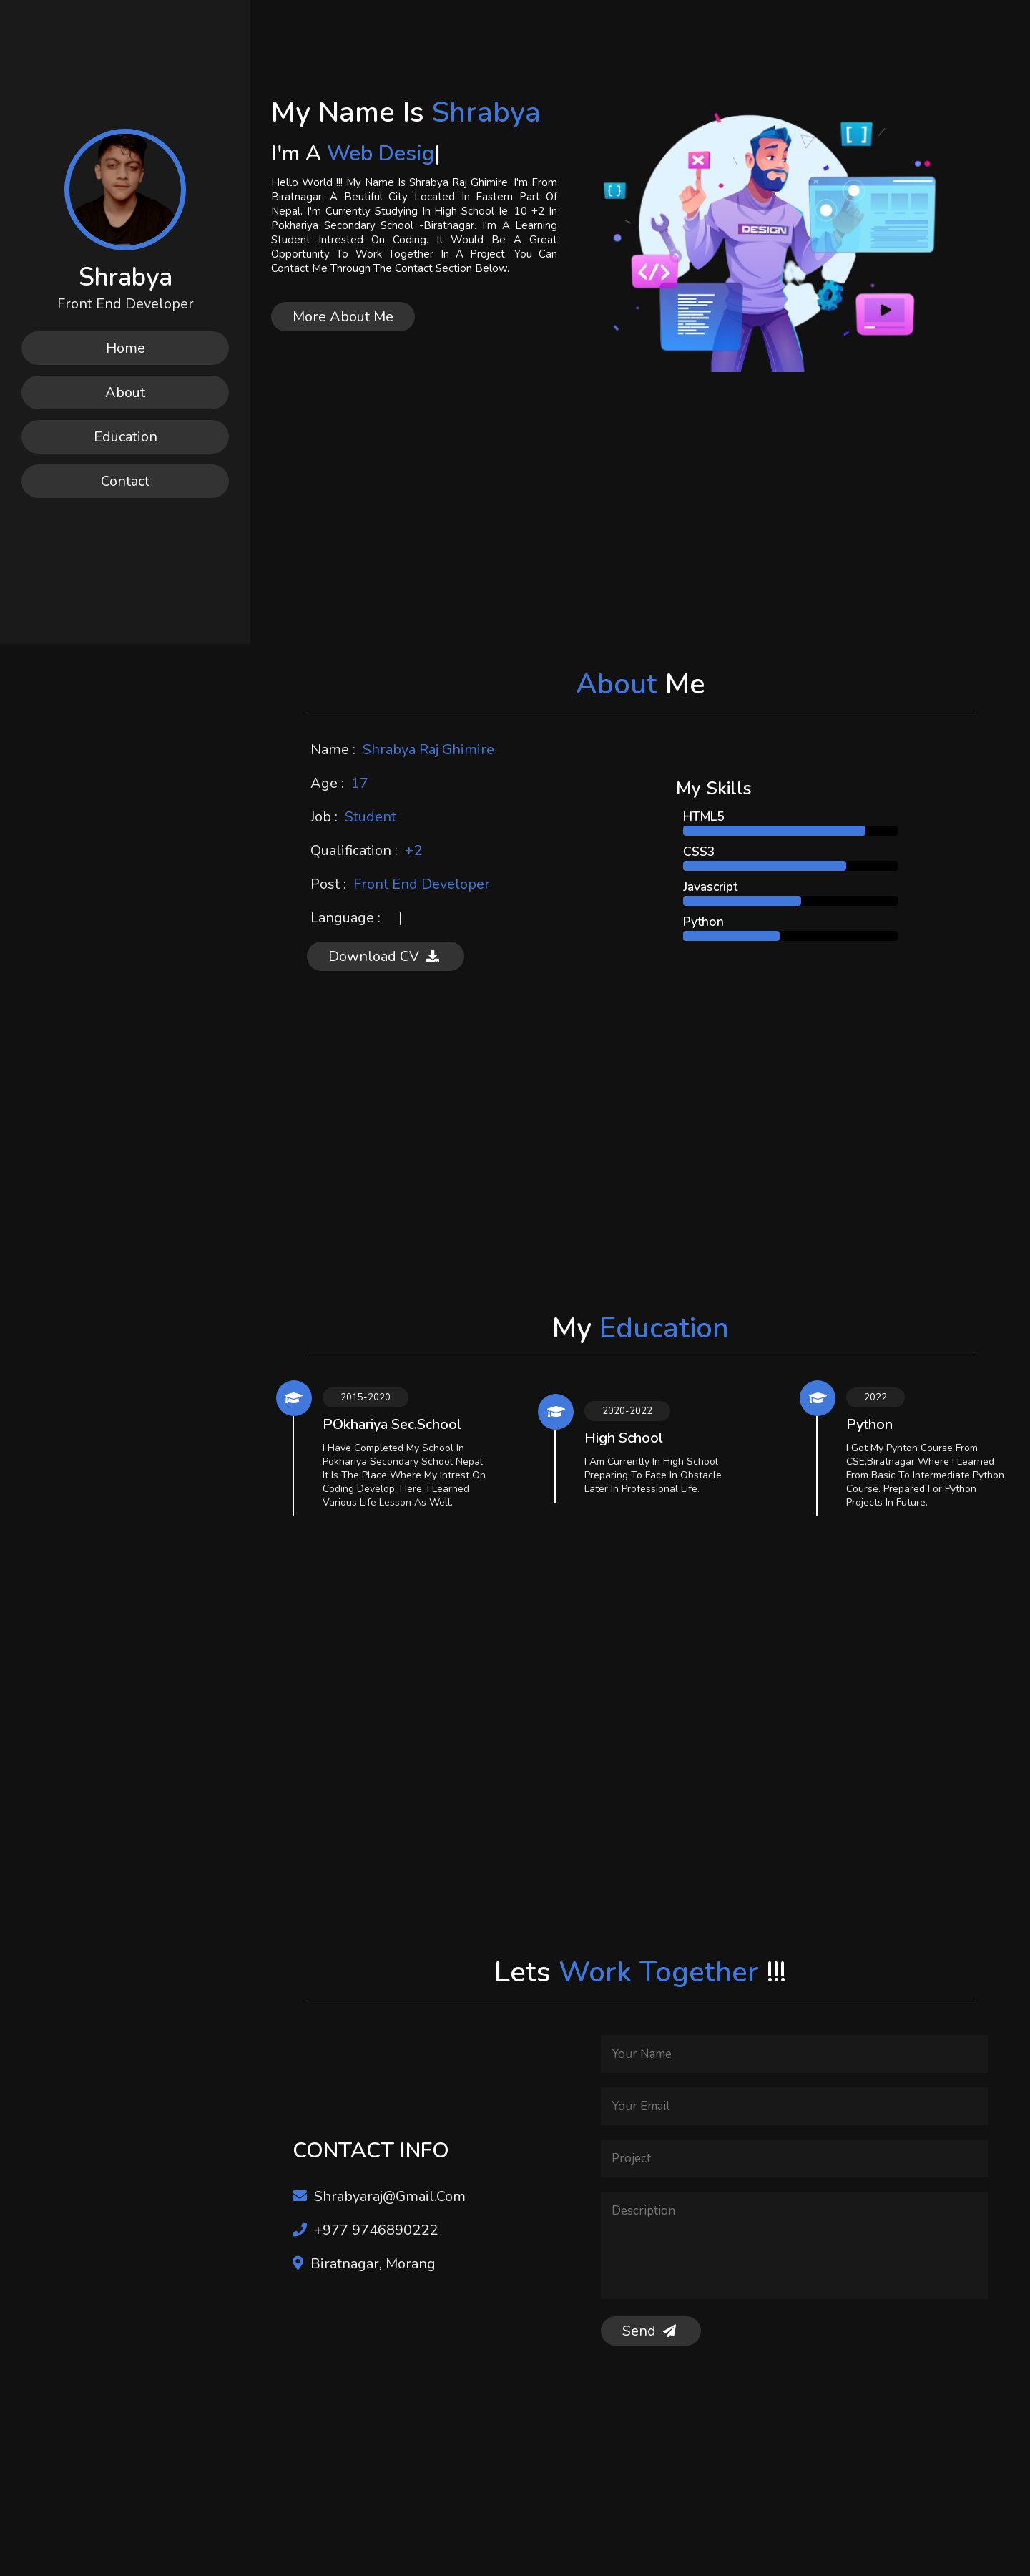 Shrabya
Front End Developer
Home
About
Education
Contact
My Name Is Shrabya
I'm A Web Desig|
Hello World !!! My Name Is Shrabya Raj Ghimire. I'm From
Biratnagar, A Beutiful City Located In Eastern Part Of
Nepal. I'm Currently Studying In High School Ie. 10 +2 In
Pokhariya Secondary School -Biratnagar. I'm A Learning
Student Intrested On Coding. It Would Be A Great
Opportunity To Work Together In A Project. You Can
Contact Me Through The Contact Section Below.
More About Me
[ ]
[ ]
DESIGN
</>
About Me
Name : Shrabya Raj Ghimire
Age : 17
Job : Student
Qualification : +2
Post : Front End Developer
Language : |
Download CV
My Skills
HTML5
CSS3
Javascript
Python
My Education
2015-2020
POkhariya Sec.School
I Have Completed My School In
Pokhariya Secondary School Nepal.
It Is The Place Where My Intrest On
Coding Develop. Here, I Learned
Various Life Lesson As Well.
2020-2022
High School
I Am Currently In High School
Preparing To Face In Obstacle
Later In Professional Life.
2022
Python
I Got My Pyhton Course From
CSE,Biratnagar Where I Learned
From Basic To Intermediate Python
Course. Prepared For Python
Projects In Future.
Lets Work Together !!!
CONTACT INFO
Shrabyaraj@Gmail.Com
+977 9746890222
Biratnagar, Morang
Your Name
Your Email
Project
Description
Send